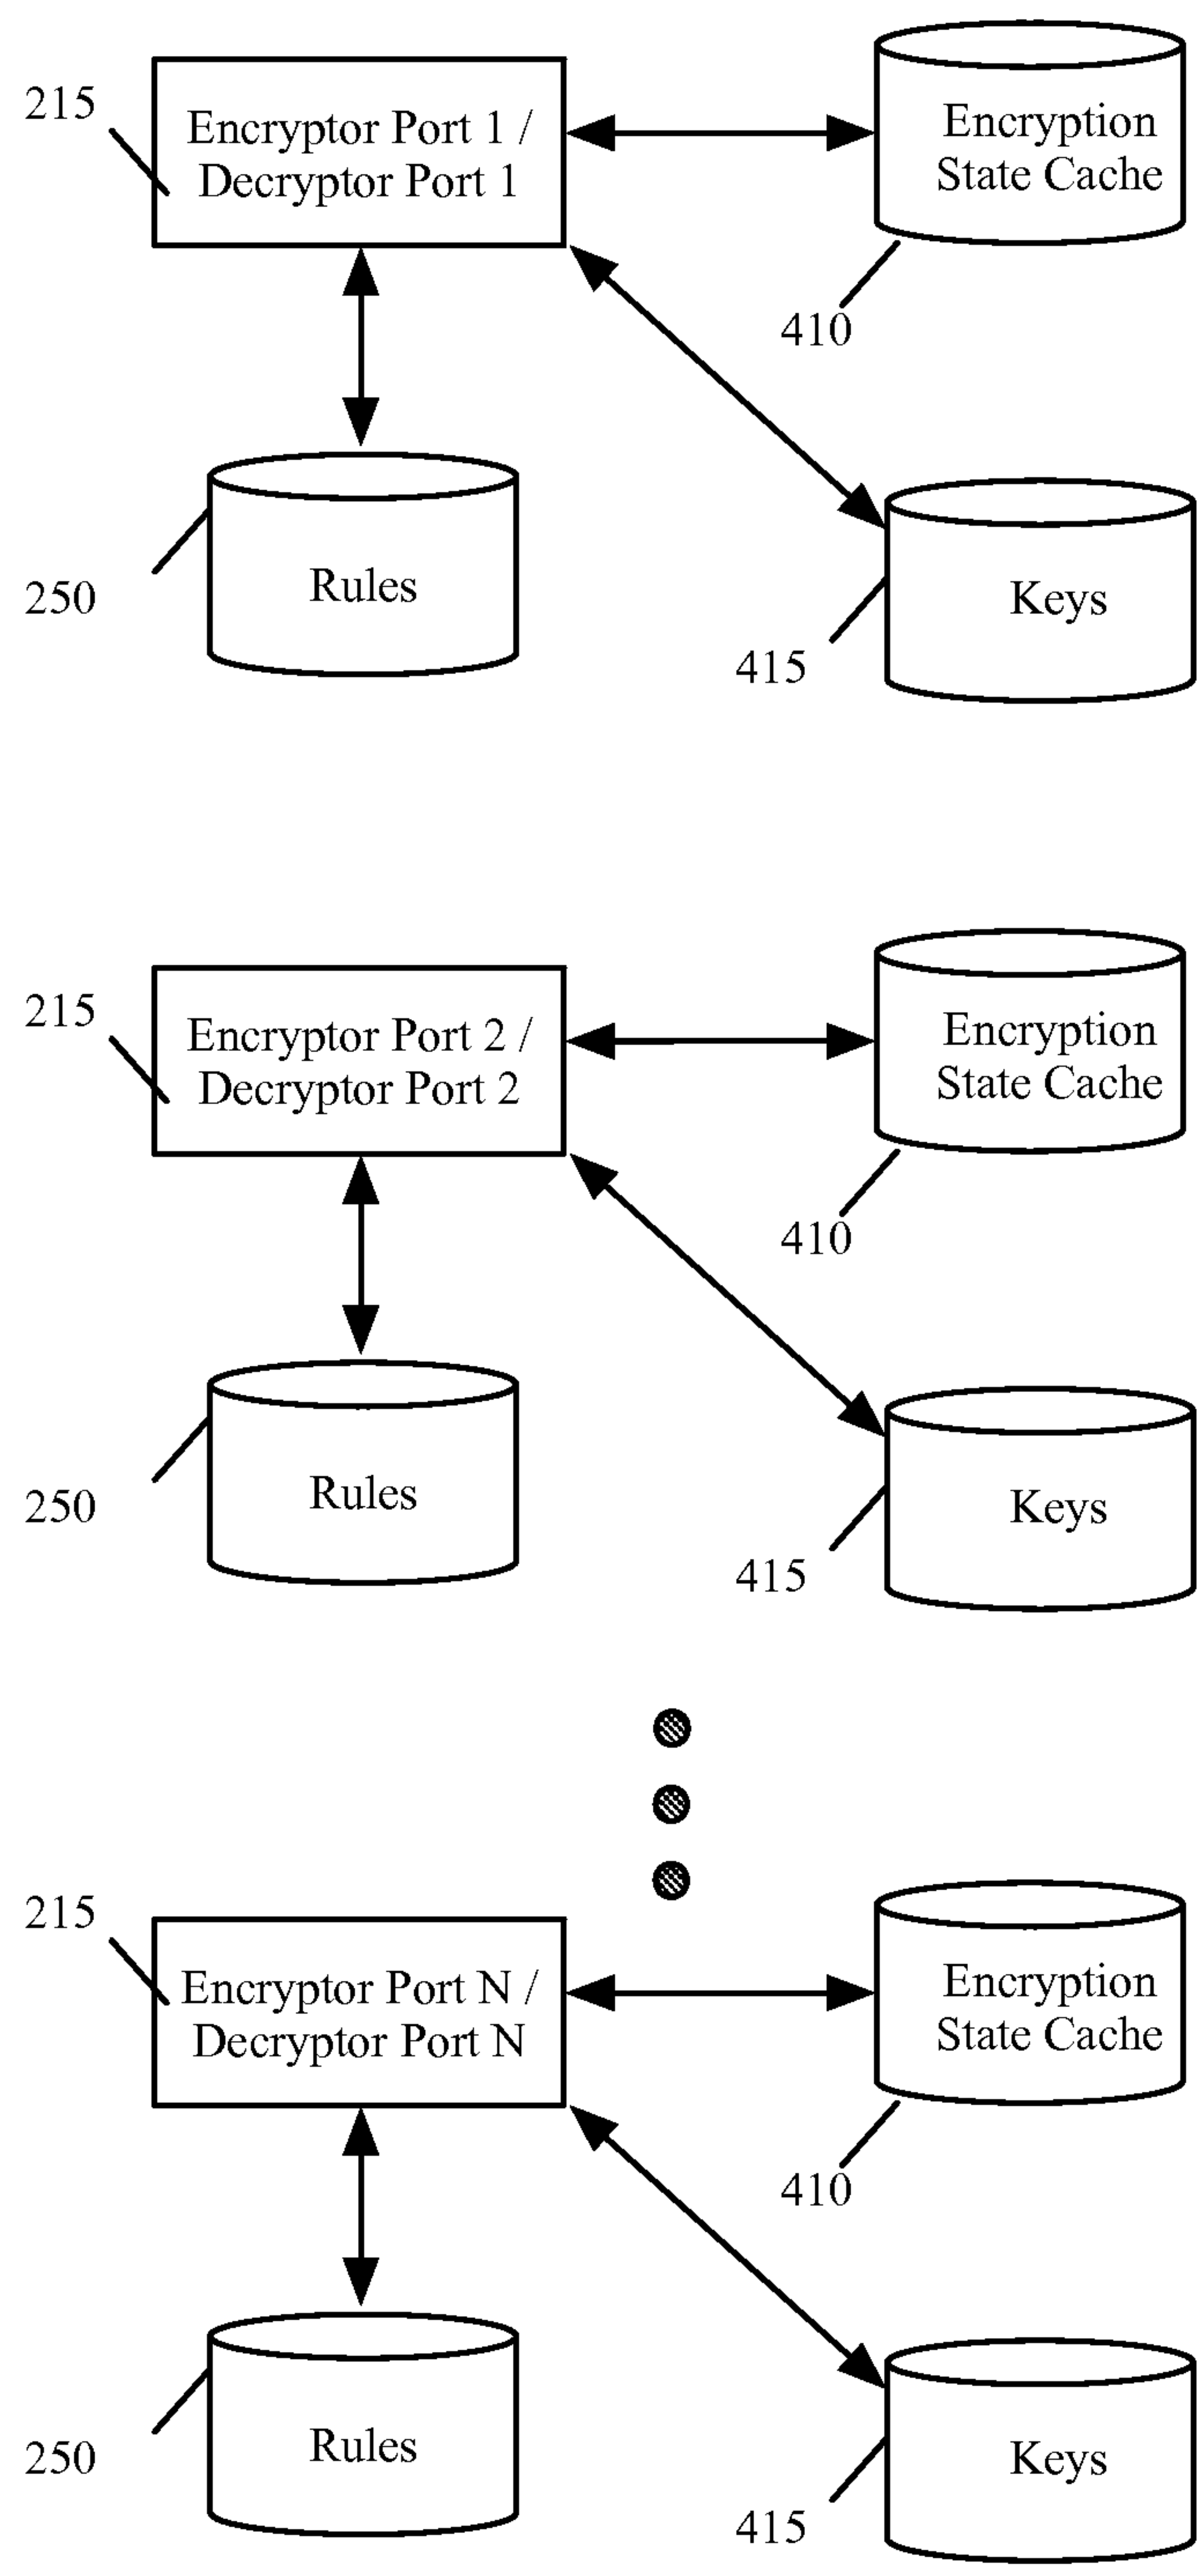 215
Encryptor Port 1 /
Decryptor Port 1
Encryption
State Cache
410
250
Rules
Keys
415
215
Encryptor Port 2 /
Decryptor Port 2
Encryption
State Cache
410
250
Rules
Keys
415
215
Encryptor Port N /
Decryptor Port N
Encryption
State Cache
410
250
Rules
Keys
415